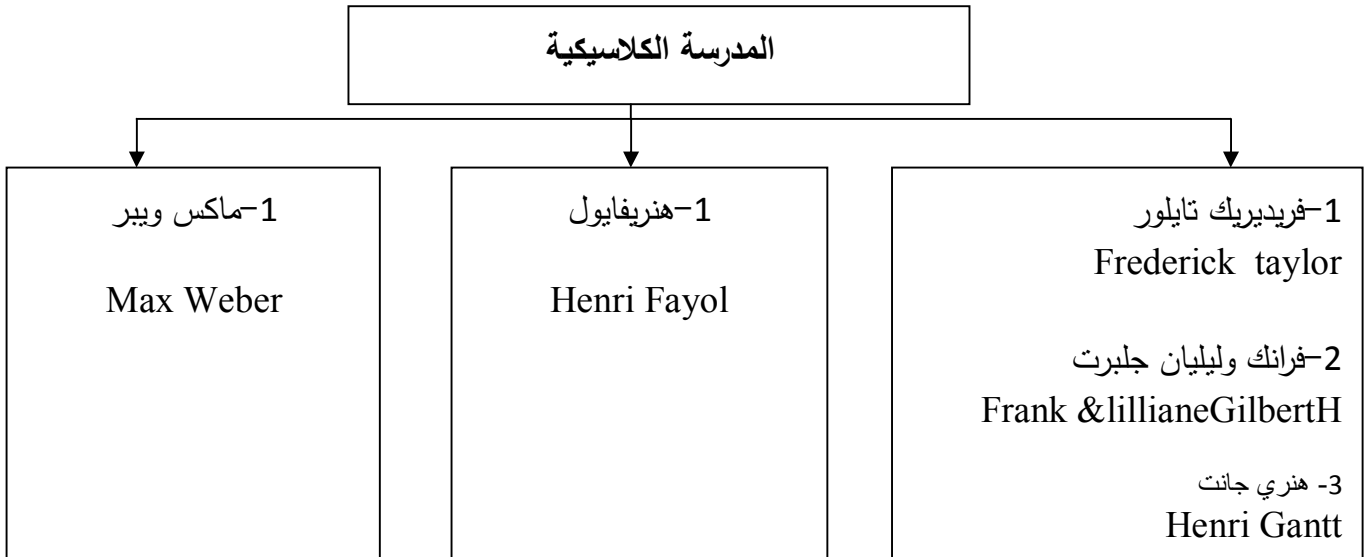 المدرسة الكلاسيكية
1-فريديريك تايلور
Frederick taylor
2-فرانك وليليان جلبرت
Frank &lillianeGilbertH
3- هنري جانت
Henri Gantt
1-هنريفايول
Henri Fayol
1-ماكس ويبر
Max Weber